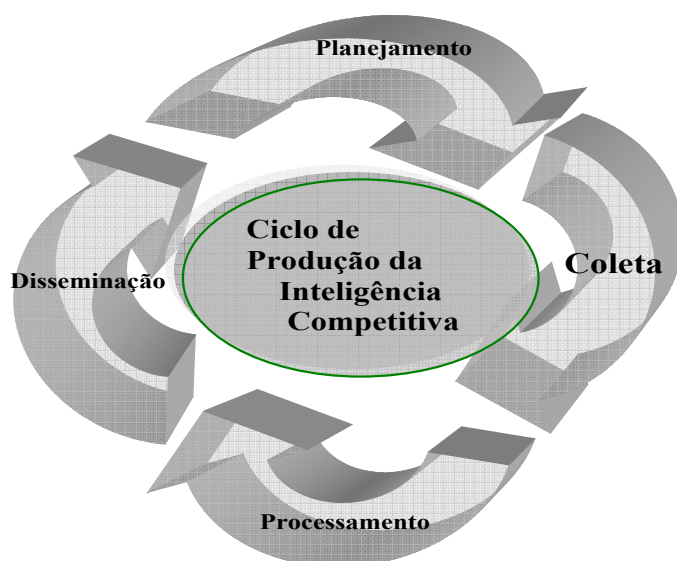 Planejamento
Ciclo de
Produção da
Inteligência
Competitiva
Coleta
Disseminação
Processamento